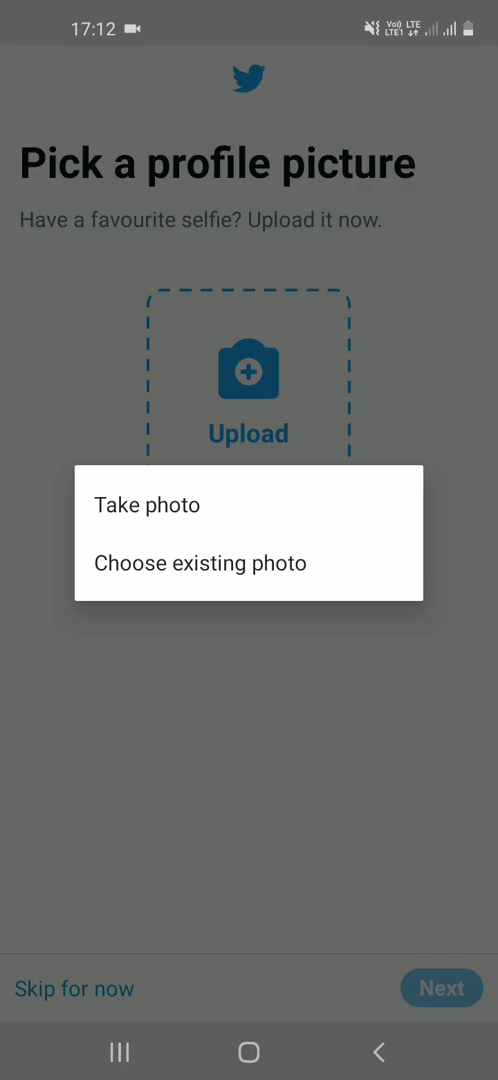 17:12
Vo) LTE
LTE1
Pick a profile picture
Have a favourite selfie? Upload it now.
Upload
Take photo
Choose existing photo
Skip for now
Next